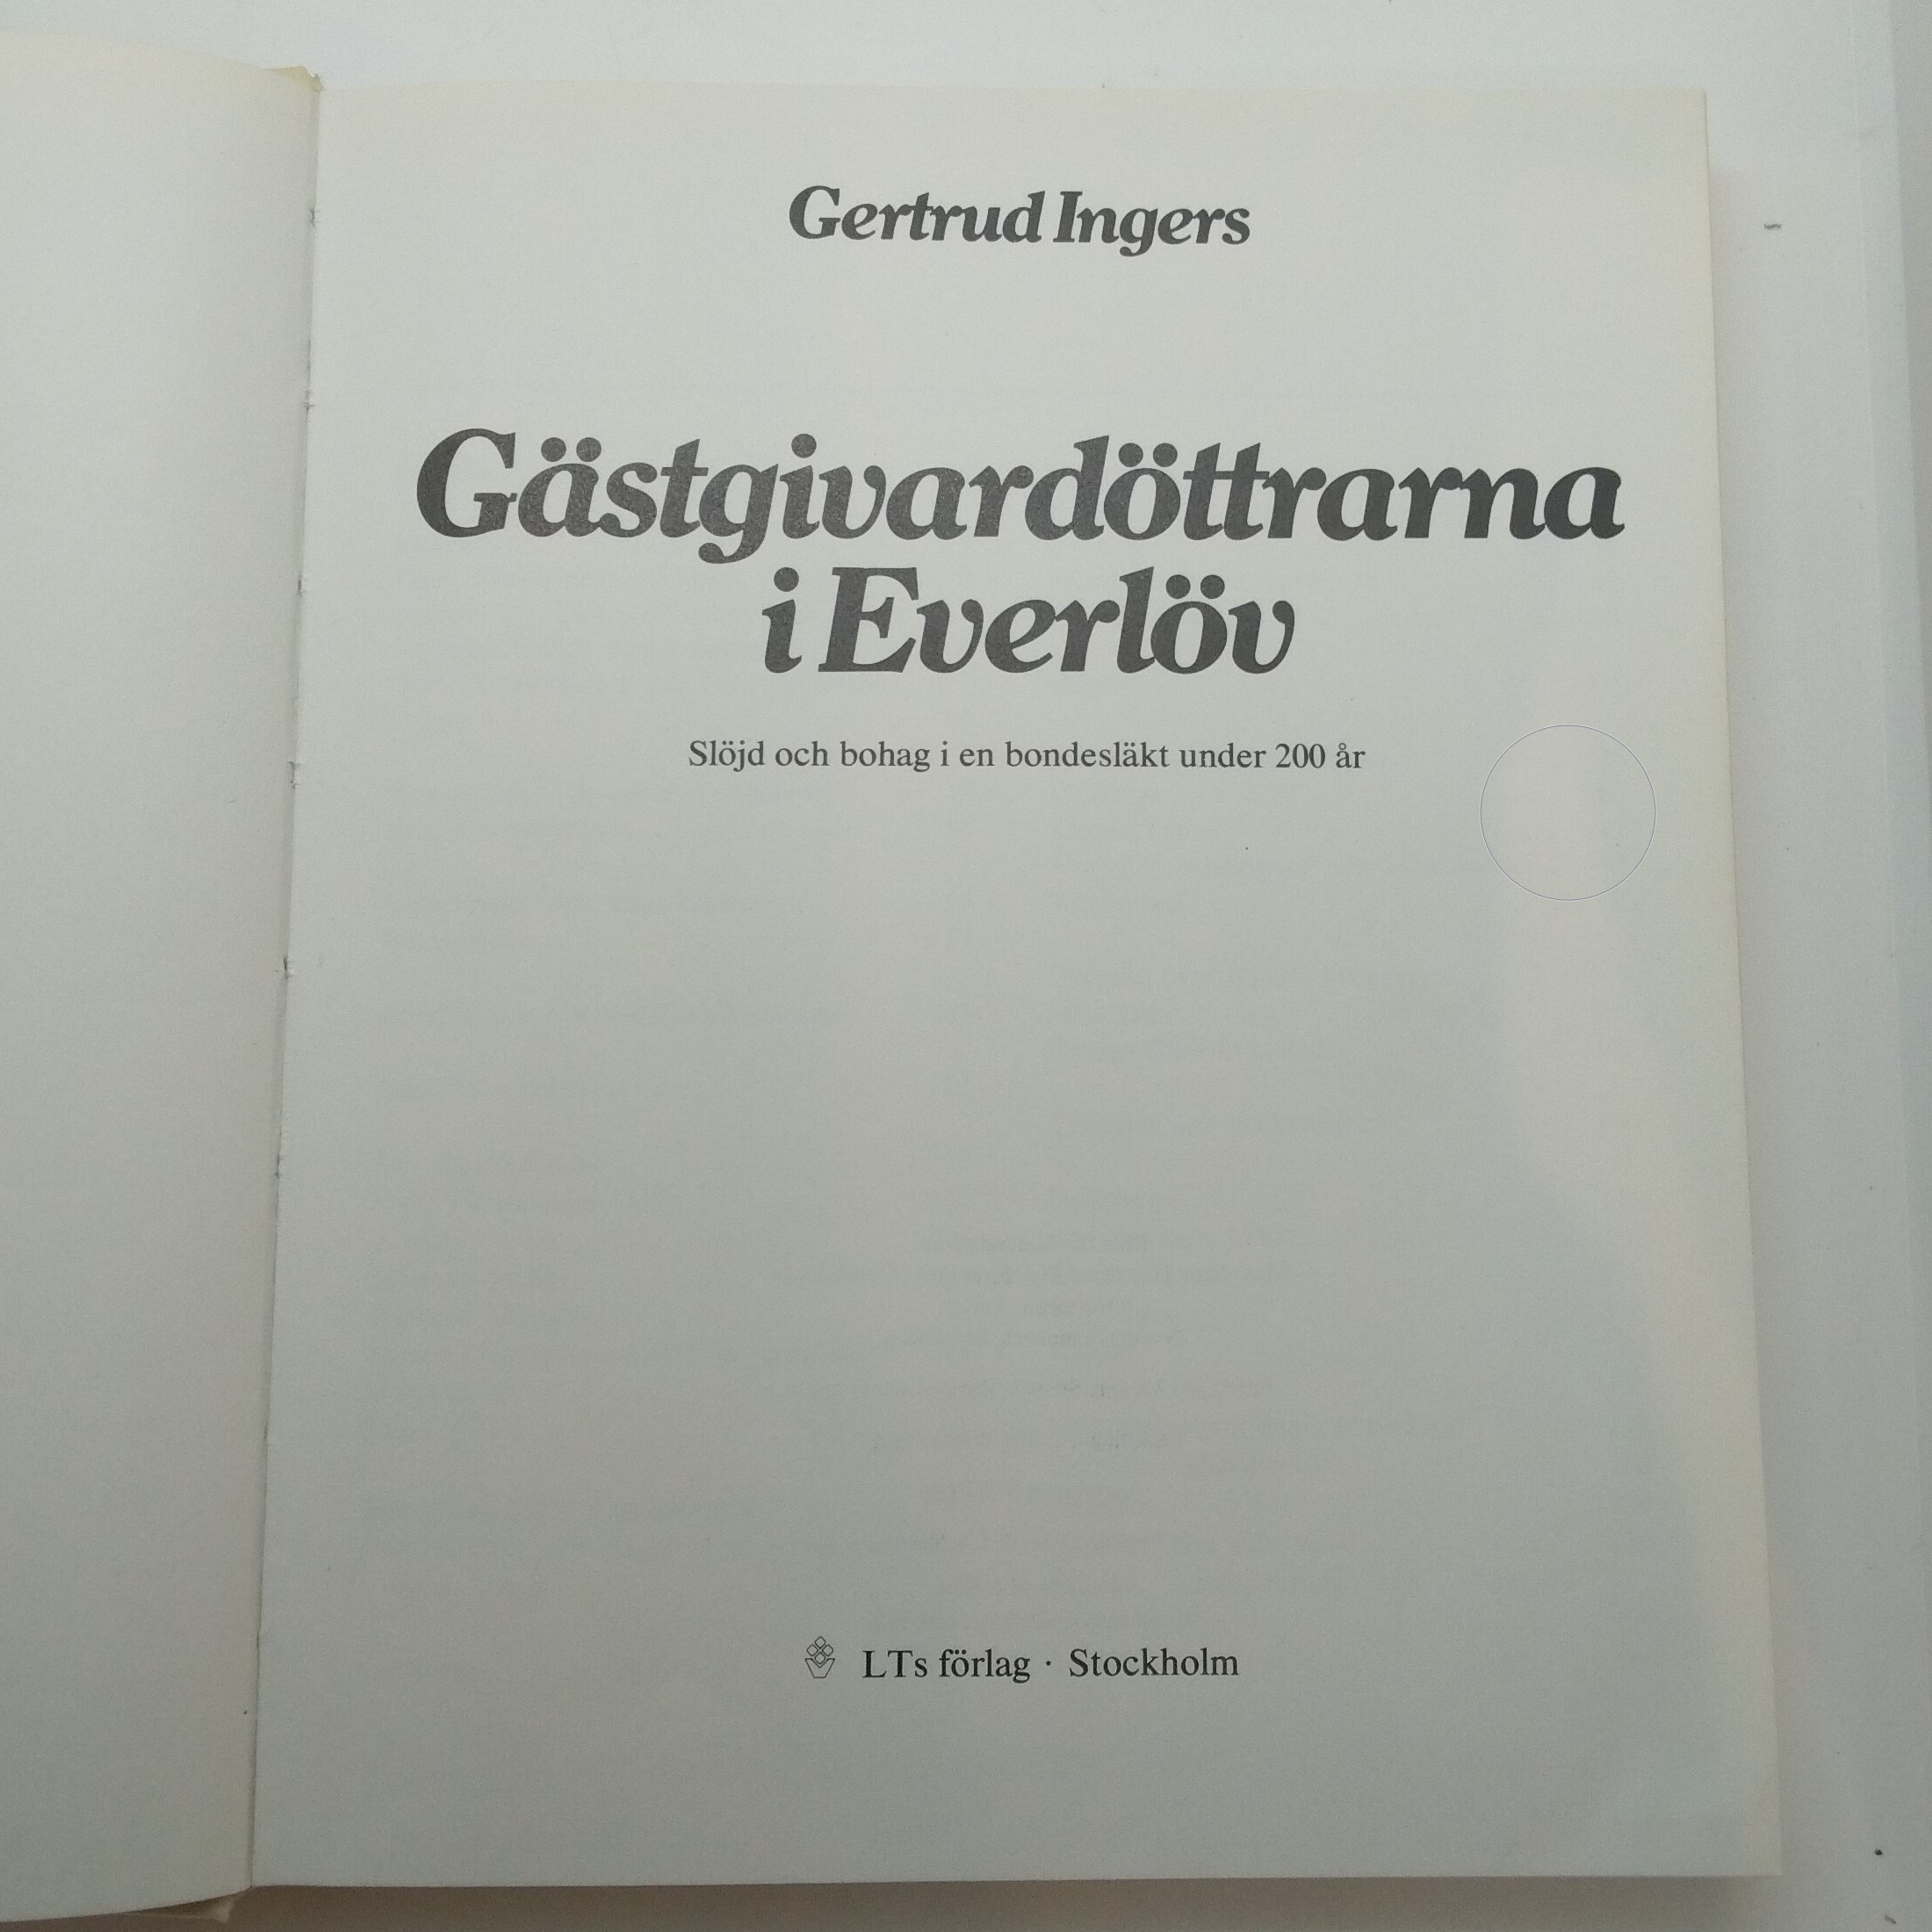 Gertrud Ingers
Gästgivardöttrarna
i Everlöv
Slöjd och bohag i en bondesläkt under 200 år
LTs förlag · Stockholm